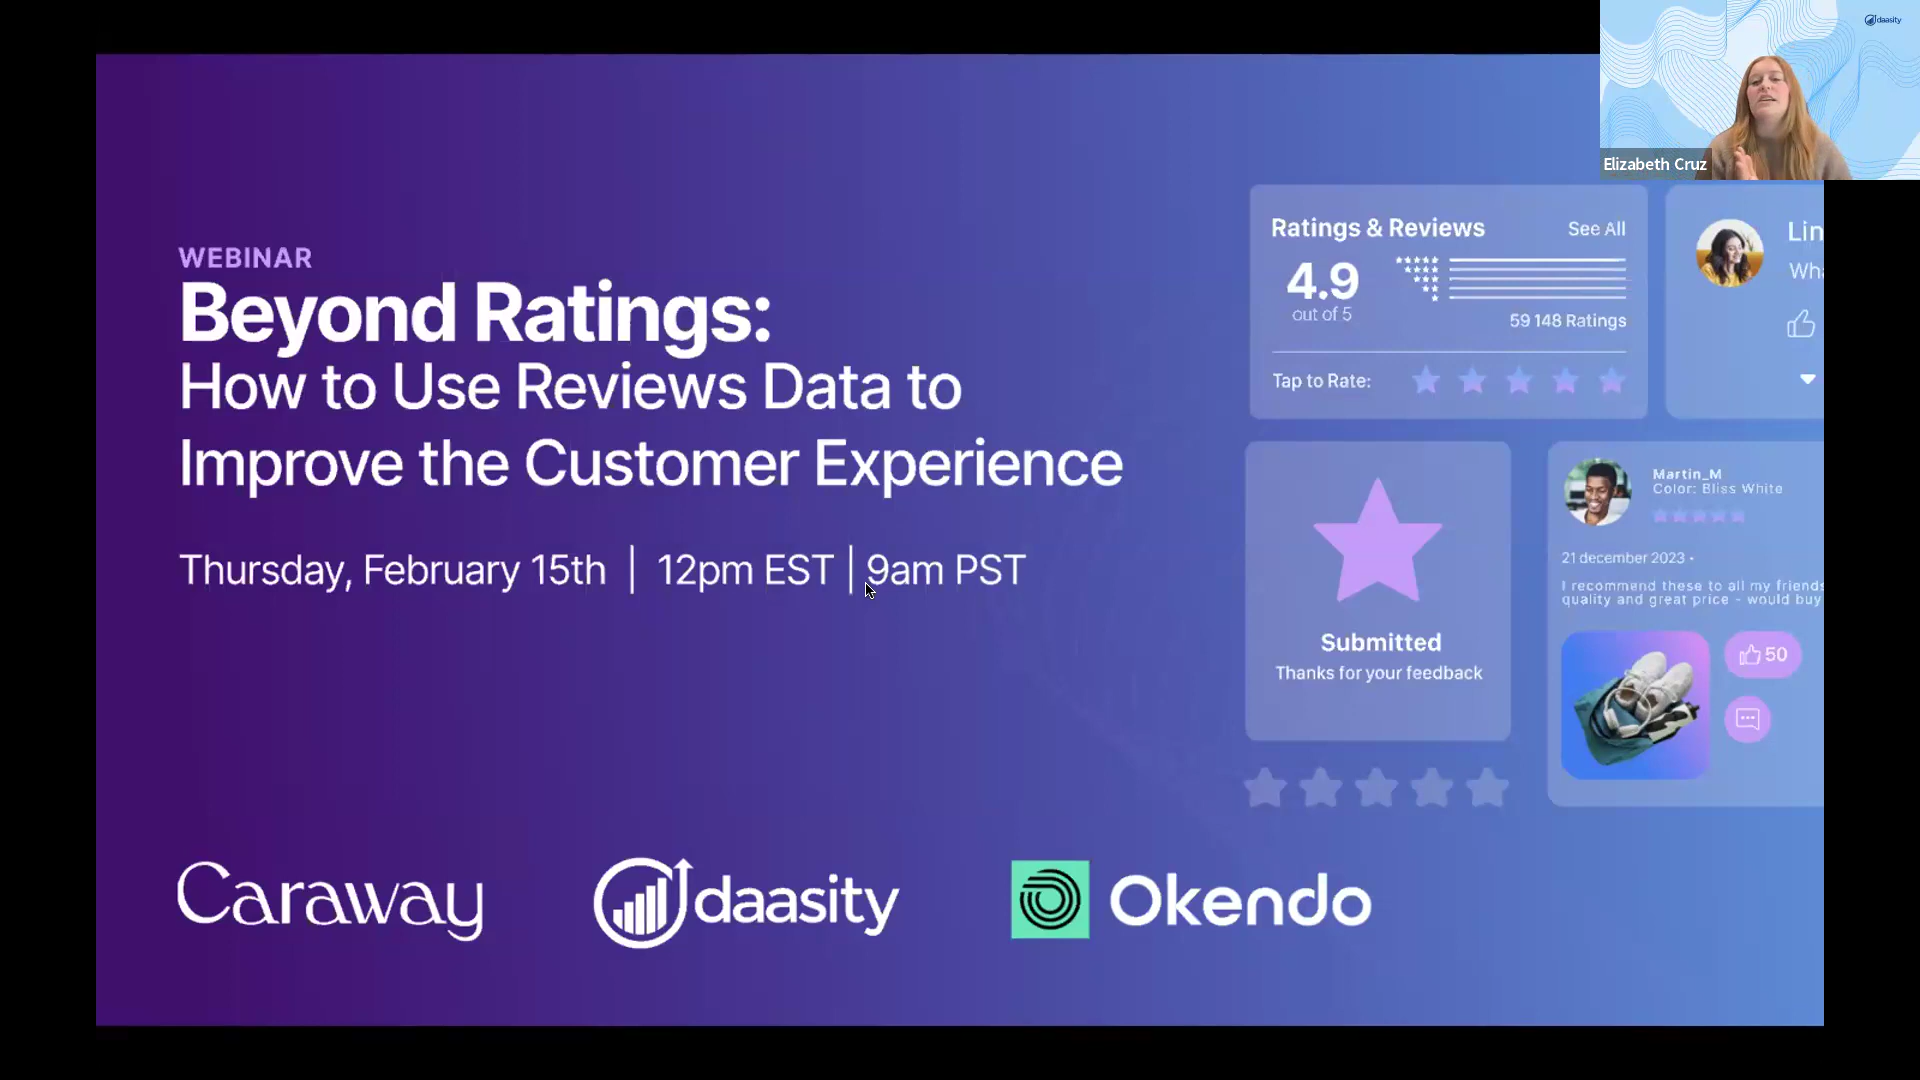 daasity
Elizabeth Cruz
WEBINAR
Beyond Ratings:
How to Use Reviews Data to
Improve the Customer Experience
Thursday, February 15th | 12pm EST | 9am PST
Ratings & Reviews
See All
4.9
out of 5
59 148 Ratings
Tap to Rate:
Lin
Wha
Submitted
Thanks for your feedback
Martin_M
Color: Bliss White
21 december 2023 •
I recommend these to all my friends
quality and great price - would buy
50
Caraway
daasity
Okendo